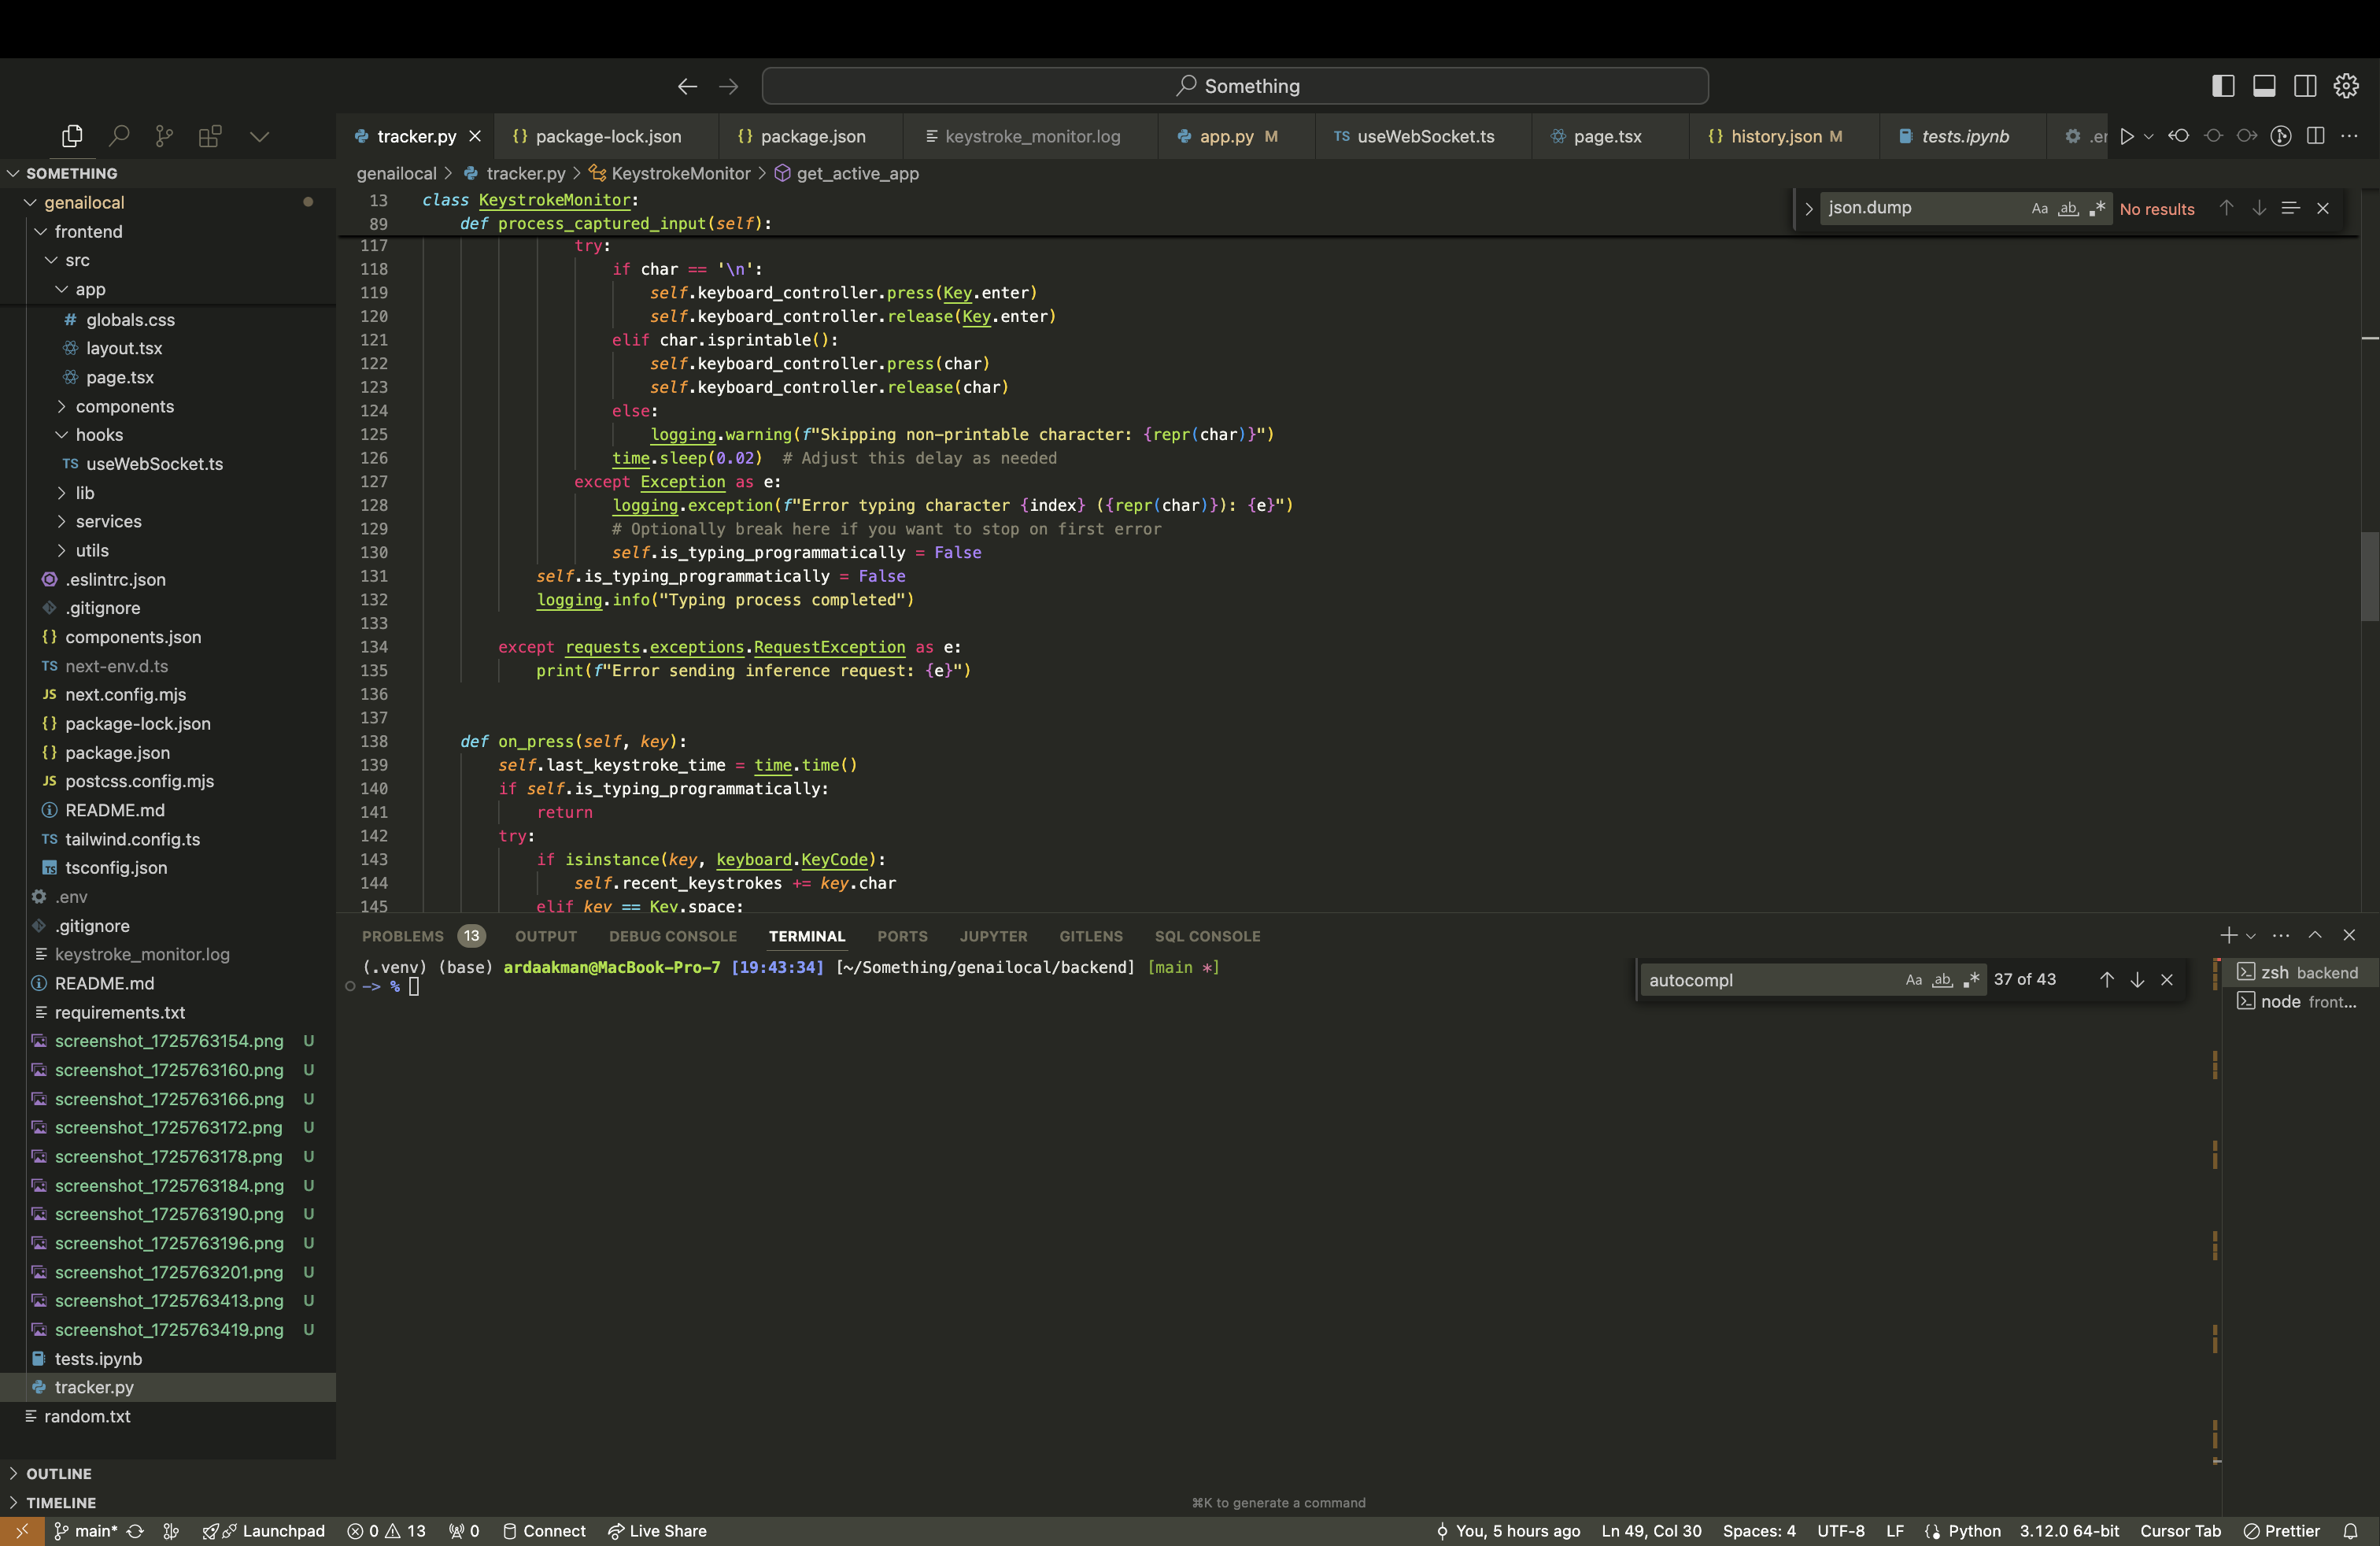 Something
tracker.py
package-lock.json
package.json
keystroke_monitor.log
app.py M
TS useWebSocket.ts
page.tsx
history.json M
tests.ipynb
SOMETHING
genailocal
frontend
src
app
# globals.css
layout.tsx
page.tsx
components
hooks
TS useWebSocket.ts
lib
services
utils
.eslintrc.json
.gitignore
{} components.json
TS next-env.d.ts
JS next.config.mjs
{} package-lock.json
{} package.json
JS postcss.config.mjs
README.md
TS tailwind.config.ts
tsconfig.json
.env
.gitignore
keystroke_monitor.log
README.md
requirements.txt
screenshot_1725763154.png U
screenshot_1725763160.png U
screenshot_1725763166.png U
screenshot_1725763172.png U
screenshot_1725763178.png U
screenshot_1725763184.png U
screenshot_1725763190.png U
screenshot_1725763196.png U
screenshot_1725763201.png U
screenshot_1725763413.png U
screenshot_1725763419.png U
tests.ipynb
tracker.py
random.txt
OUTLINE
TIMELINE
genailocal > tracker.py > KeystrokeMonitor > get_active_app
json.dump
Aa ab .* No results
13 class KeystrokeMonitor:
89 def process_captured_input(self):
117 try:
118 if char == '\n':
119 self.keyboard_controller.press(Key.enter)
120 self.keyboard_controller.release(Key.enter)
121 elif char.isprintable():
122 self.keyboard_controller.press(char)
123 self.keyboard_controller.release(char)
124 else:
125 logging.warning(f"Skipping non-printable character: {repr(char)}")
126 time.sleep(0.02)  # Adjust this delay as needed
127 except Exception as e:
128 logging.exception(f"Error typing character {index} ({repr(char)}): {e}")
129 # Optionally break here if you want to stop on first error
130 self.is_typing_programmatically = False
131 self.is_typing_programmatically = False
132 logging.info("Typing process completed")
133
134 except requests.exceptions.RequestException as e:
135 print(f"Error sending inference request: {e}")
136
137
138 def on_press(self, key):
139 self.last_keystroke_time = time.time()
140 if self.is_typing_programmatically:
141 return
142 try:
143 if isinstance(key, keyboard.KeyCode):
144 self.recent_keystrokes += key.char
145 elif key == Key.space:
PROBLEMS 13 OUTPUT DEBUG CONSOLE TERMINAL PORTS JUPYTER GITLENS SQL CONSOLE
(.venv) (base) ardaakman@MacBook-Pro-7 [19:43:34] [~/Something/genailocal/backend] [main *]
-> %
autocompl
Aa ab .* 37 of 43
zsh backend
node front...
⌘K to generate a command
main* Launchpad 0 13 0 Connect Live Share
You, 5 hours ago Ln 49, Col 30 Spaces: 4 UTF-8 LF Python 3.12.0 64-bit Cursor Tab Prettier